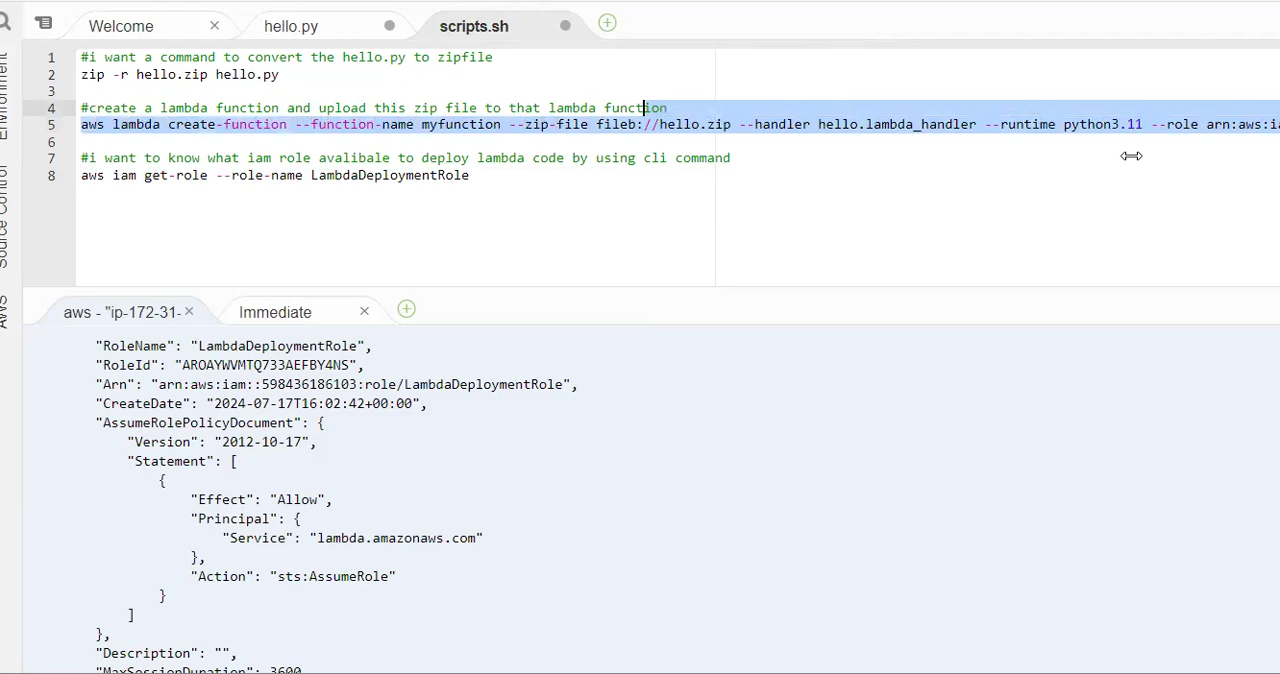 Welcome
hello.py
scripts.sh
1 #i want a command to convert the hello.py to zipfile
2 zip -r hello.zip hello.py
3
4 #create a lambda function and upload this zip file to that lambda function
5 aws lambda create-function --function-name myfunction --zip-file fileb://hello.zip --handler hello.lambda_handler --runtime python3.11 --role arn:aws:ia
6
7 #i want to know what iam role avalibale to deploy lambda code by using cli command
8 aws iam get-role --role-name LambdaDeploymentRole
Environment
Source Control
AWS
aws - "ip-172-31-
Immediate
"RoleName": "LambdaDeploymentRole",
"RoleId": "AROAYWVMTQ733AEFBY4NS",
"Arn": "arn:aws:iam::598436186103:role/LambdaDeploymentRole",
"CreateDate": "2024-07-17T16:02:42+00:00",
"AssumeRolePolicyDocument": {
"Version": "2012-10-17",
"Statement": [
{
"Effect": "Allow",
"Principal": {
"Service": "lambda.amazonaws.com"
},
"Action": "sts:AssumeRole"
}
]
},
"Description": "",
"MaxSessionDuration": 3600